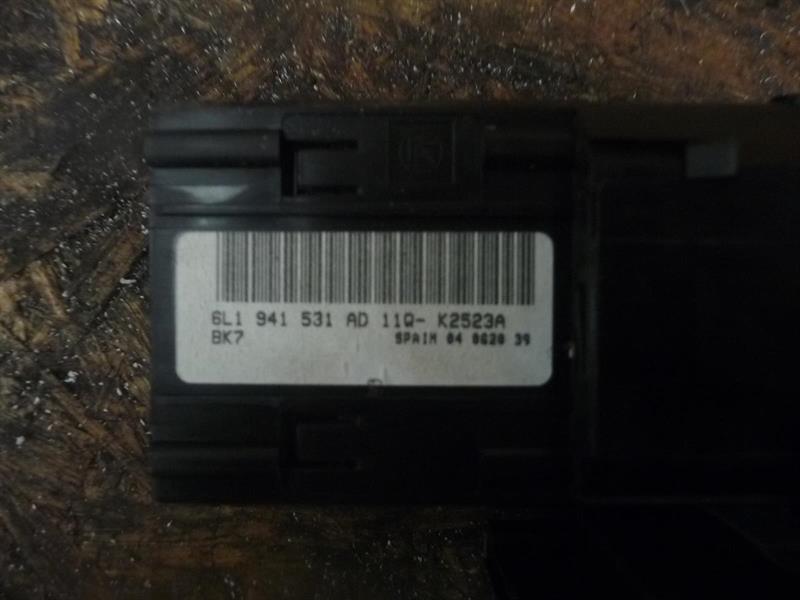 6L1 941 531 AD 11Q- K2523A
BK7 SPAIN 04 0620 39